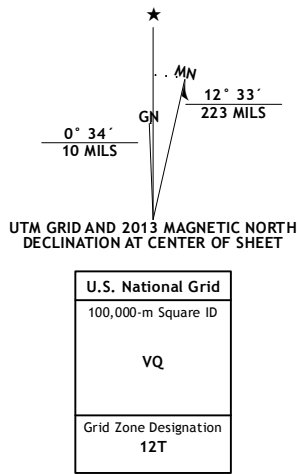 MN
GN
12° 33´
223 MILS
0° 34´
10 MILS
UTM GRID AND 2013 MAGNETIC NORTH
DECLINATION AT CENTER OF SHEET
U.S. National Grid
100,000-m Square ID
VQ
Grid Zone Designation
12T